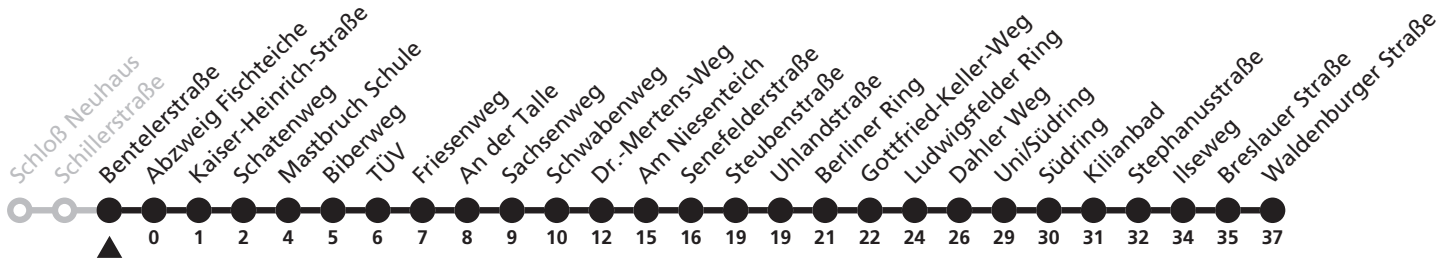 Schloß Neuhaus
Schillerstraße
Bentelerstraße
Abzweig Fischteiche
Kaiser-Heinrich-Straße
Schatenweg
Mastbruch Schule
Biberweg
TÜV
Friesenweg
An der Talle
Sachsenweg
Schwabenweg
Dr.-Mertens-Weg
Am Niesenteich
Senefelderstraße
Steubenstraße
Uhlandstraße
Berliner Ring
Gottfried-Keller-Weg
Ludwigsfelder Ring
Dahler Weg
Uni/Südring
Südring
Kilianbad
Stephanusstraße
Ilseweg
Breslauer Straße
Waldenburger Straße
0 1 2 4 5 6 7 8 9 10 12 15 16 19 19 21 22 24 26 29 30 31 32 34 35 37